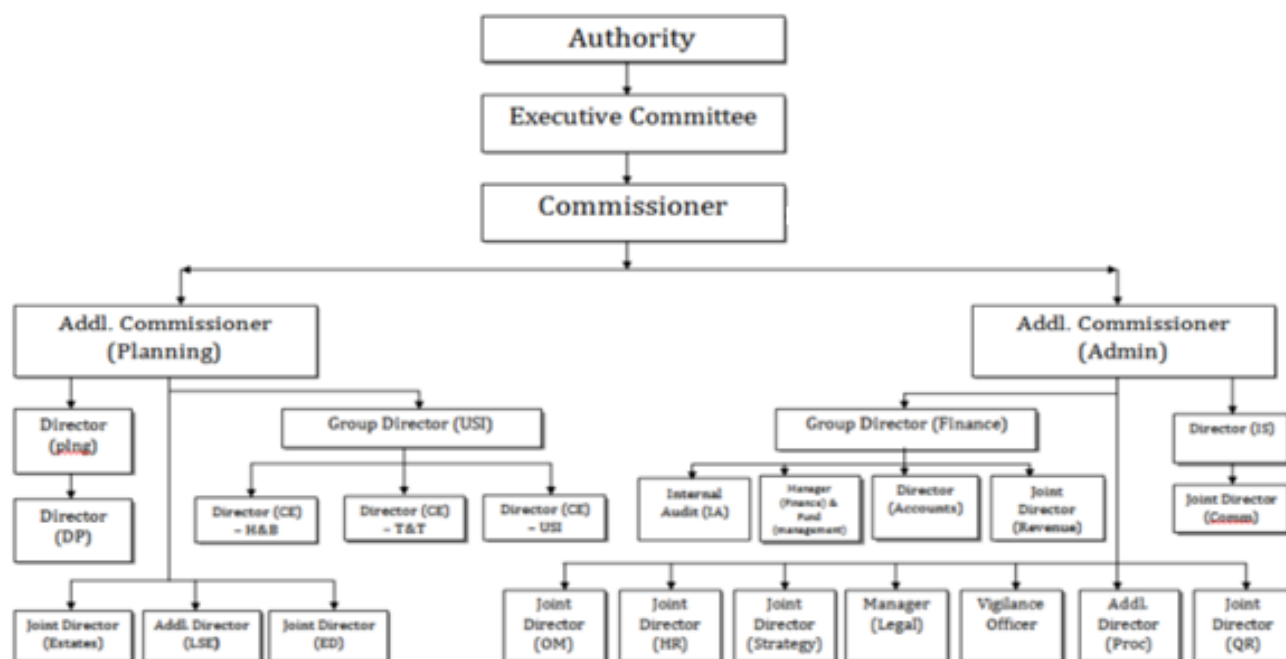 Authority
Executive Committee
Commissioner
Addl. Commissioner
(Planning)
Addl. Commissioner
(Admin)
Director
(plng)
Group Director (USI)
Group Director (Finance)
Director (IS)
Director
(DP)
Director (CE)
– H&B
Director (CE)
– T&T
Director (CE)
– USI
Internal
Audit (IA)
Manager
(Finance) &
Fund
(management)
Director
(Accounts)
Joint
Director
(Revenue)
Joint Director
(Comm)
Joint Director
(Estates)
Addl. Director
(LSE)
Joint Director
(ED)
Joint
Director
(OM)
Joint
Director
(HR)
Joint
Director
(Strategy)
Manager
(Legal)
Vigilance
Officer
Addl.
Director
(Proc)
Joint
Director
(QR)